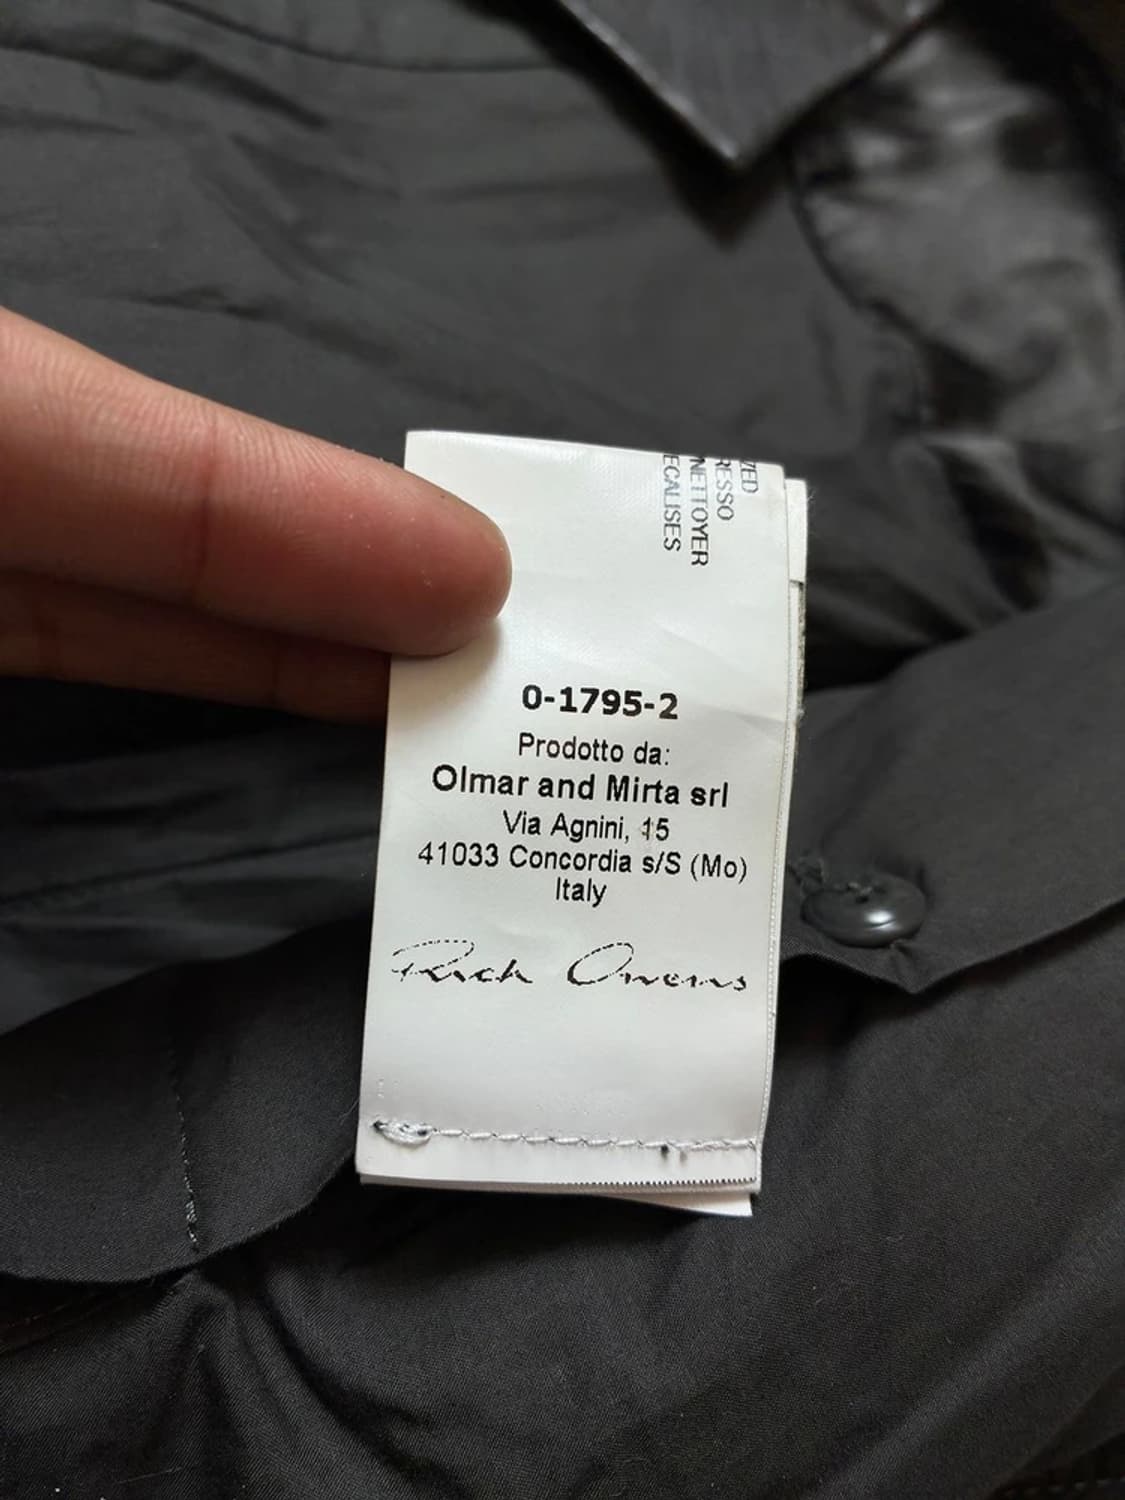 ZED
RESSO
NETTOYER
ECALISES
0-1795-2
Prodotto da:
Olmar and Mirta srl
Via Agnini, 15
41033 Concordia s/S (Mo)
Italy
Rick Owens